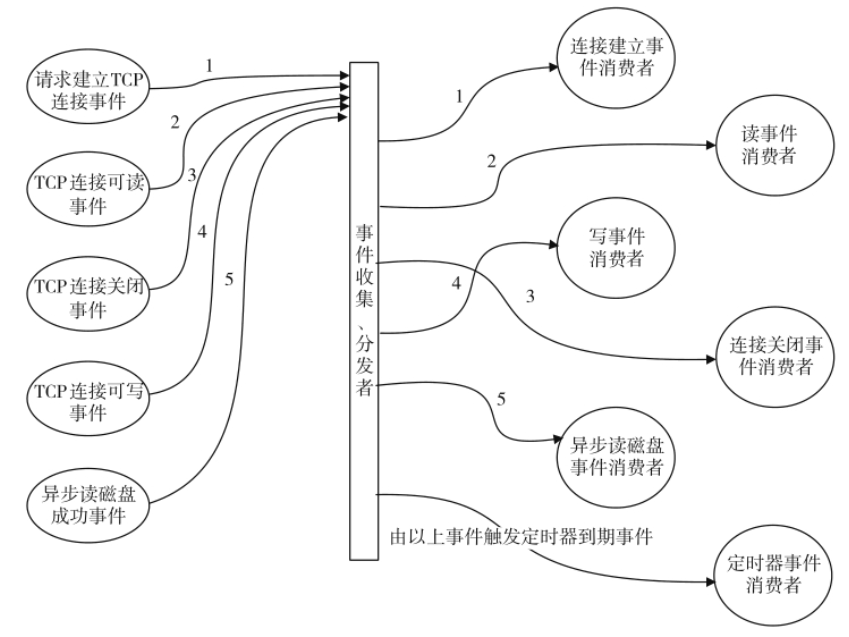 请求建立TCP
连接事件
TCP连接可读
事件
TCP连接关闭
事件
TCP连接可写
事件
异步读磁盘
成功事件
1
2
3
4
5
事件收集、分发者
1
2
4
3
5
由以上事件触发定时器到期事件
连接建立事
件消费者
读事件
消费者
写事件
消费者
连接关闭事
件消费者
异步读磁盘
事件消费者
定时器事件
消费者